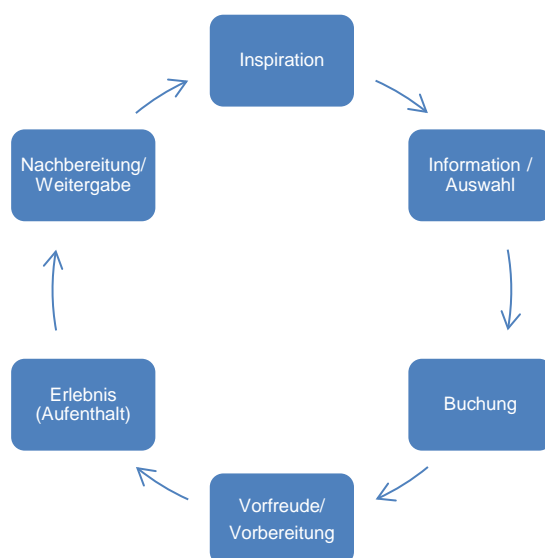 Inspiration
Information /
Auswahl
Buchung
Vorfreude/
Vorbereitung
Erlebnis
(Aufenthalt)
Nachbereitung/
Weitergabe